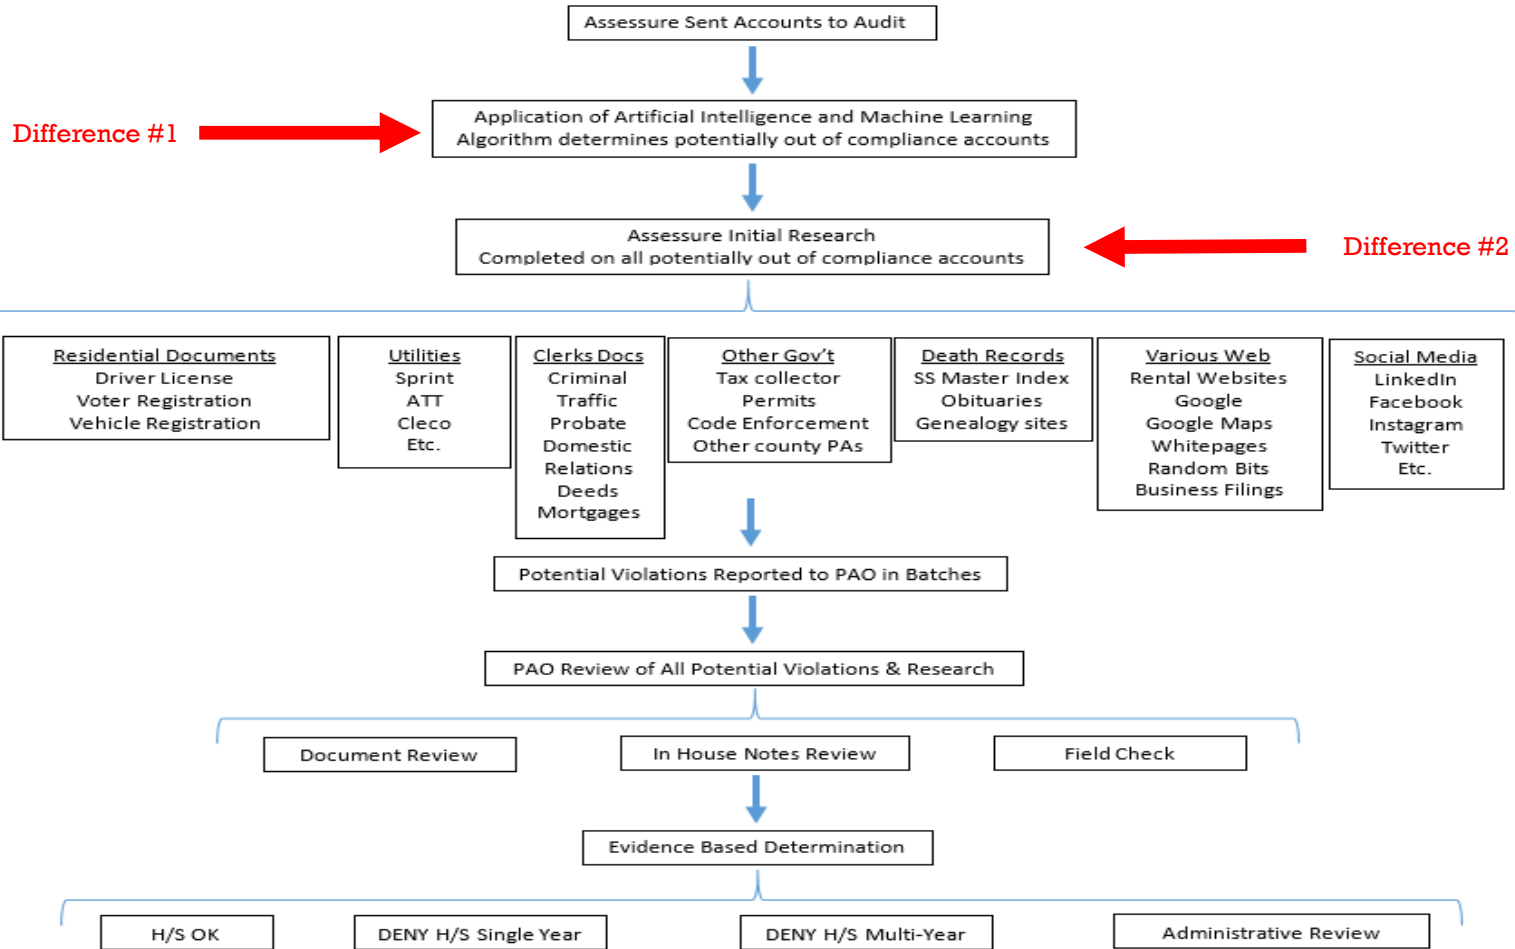 Assessure Sent Accounts to Audit
Difference #1
Application of Artificial Intelligence and Machine Learning
Algorithm determines potentially out of compliance accounts
Assessure Initial Research
Completed on all potentially out of compliance accounts
Difference #2
Residential Documents
Driver License
Voter Registration
Vehicle Registration
Utilities
Sprint
ATT
Cleco
Etc.
Clerks Docs
Criminal
Traffic
Probate
Domestic
Relations
Deeds
Mortgages
Other Gov't
Tax collector
Permits
Code Enforcement
Other county PAs
Death Records
SS Master Index
Obituaries
Genealogy sites
Various Web
Rental Websites
Google
Google Maps
Whitepages
Random Bits
Business Filings
Social Media
LinkedIn
Facebook
Instagram
Twitter
Etc.
Potential Violations Reported to PAO in Batches
PAO Review of All Potential Violations & Research
Document Review
In House Notes Review
Field Check
Evidence Based Determination
H/S OK
DENY H/S Single Year
DENY H/S Multi-Year
Administrative Review